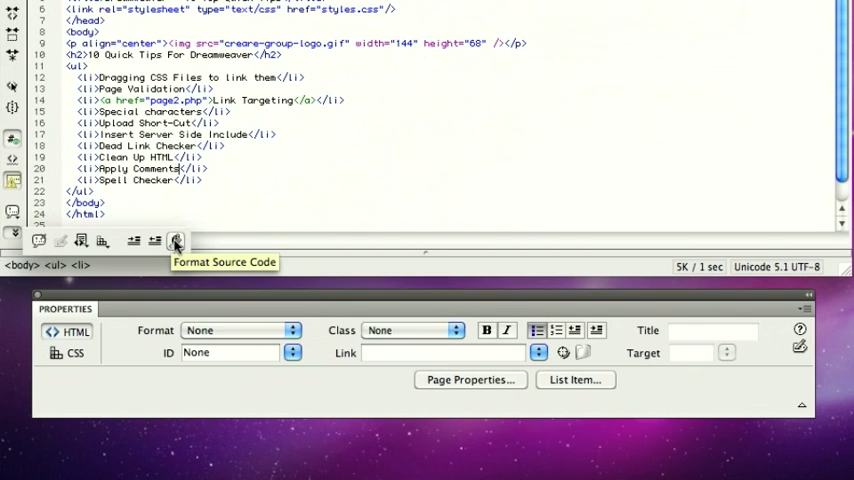 <link rel="stylesheet" type="text/css" href="styles.css"/>
7 </head>
8 <body>
9 <p align="center"><img src="creare-group-logo.gif" width="144" height="68" /></p>
10 <h2>10 Quick Tips For Dreamweaver</h2>
11 <ul>
12 <li>Dragging CSS Files to link them</li>
13 <li>Page Validation</li>
14 <li><a href="page2.php">Link Targeting</a></li>
15 <li>Special characters</li>
16 <li>Upload Short-Cut</li>
17 <li>Insert Server Side Include</li>
18 <li>Dead Link Checker</li>
19 <li>Clean Up HTML</li>
20 <li>Apply Comments</li>
21 <li>Spell Checker</li>
22 </ul>
23 </body>
24 </html>
25
Format Source Code
<body> <ul> <li> 5K / 1 sec Unicode 5.1 UTF-8
PROPERTIES
<> HTML Format None Class None B I Title
CSS ID None Link Target
Page Properties... List Item...